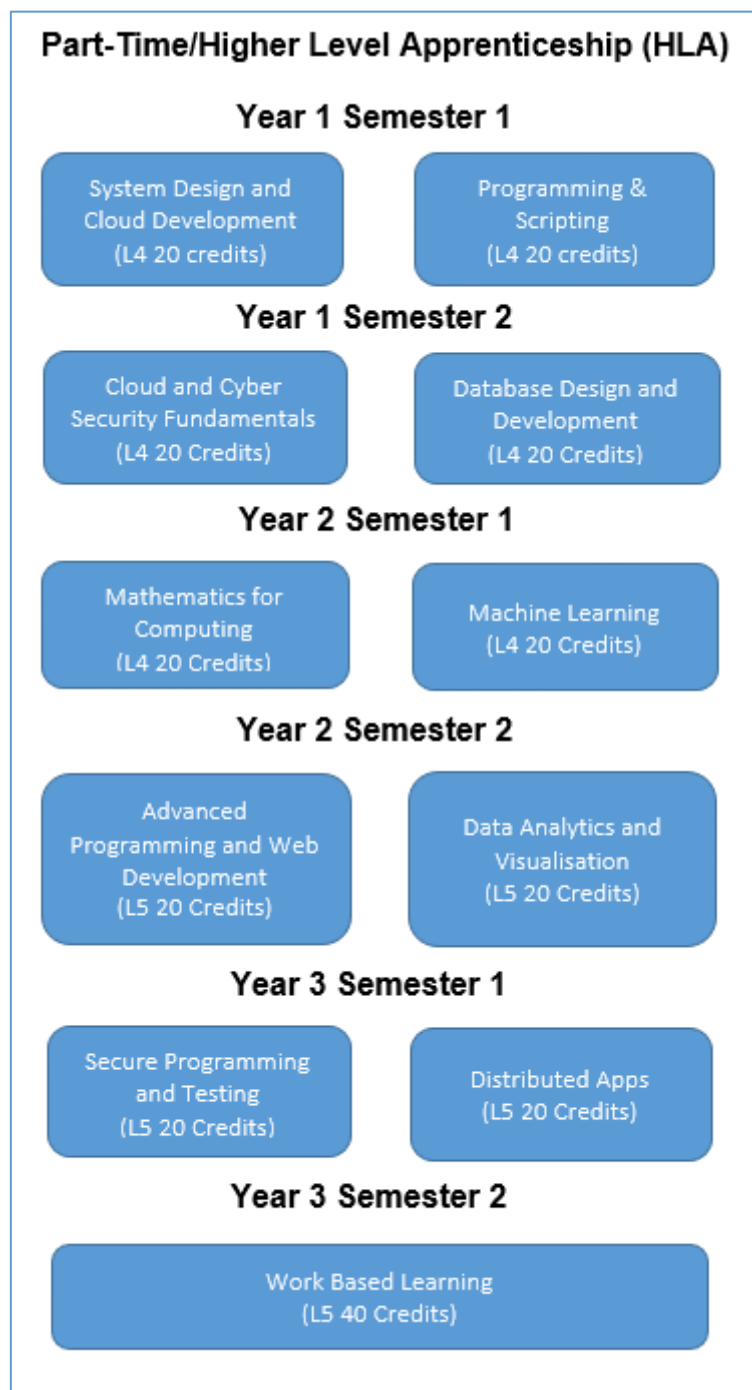 Part-Time/Higher Level Apprenticeship (HLA)
Year 1 Semester 1
System Design and
Cloud Development
(L4 20 credits)
Programming &
Scripting
(L4 20 credits)
Year 1 Semester 2
Cloud and Cyber
Security Fundamentals
(L4 20 Credits)
Database Design and
Development
(L4 20 Credits)
Year 2 Semester 1
Mathematics for
Computing
(L4 20 Credits)
Machine Learning
(L4 20 Credits)
Year 2 Semester 2
Advanced
Programming and Web
Development
(L5 20 Credits)
Data Analytics and
Visualisation
(L5 20 Credits)
Year 3 Semester 1
Secure Programming
and Testing
(L5 20 Credits)
Distributed Apps
(L5 20 Credits)
Year 3 Semester 2
Work Based Learning
(L5 40 Credits)